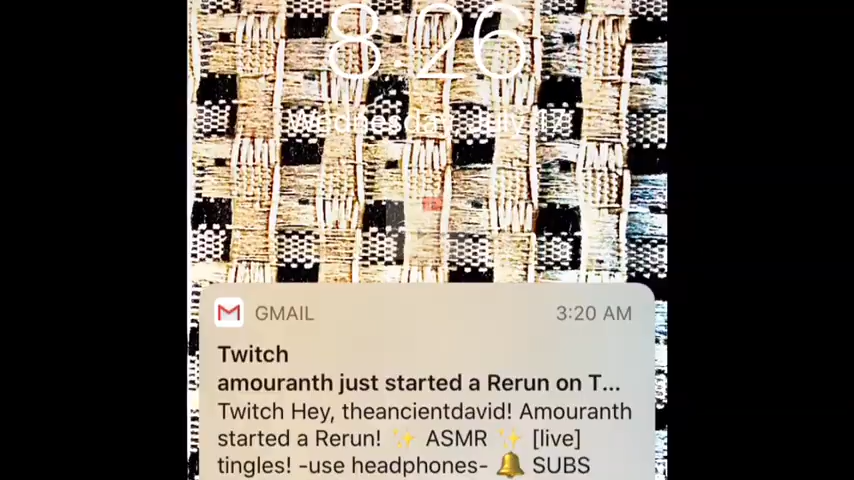 8:26
Wednesday, July 17
GMAIL 3:20 AM
Twitch
amouranth just started a Rerun on T...
Twitch Hey, theancientdavid! Amouranth
started a Rerun! ✨ ASMR ✨ [live]
tingles! -use headphones- 🔔 SUBS